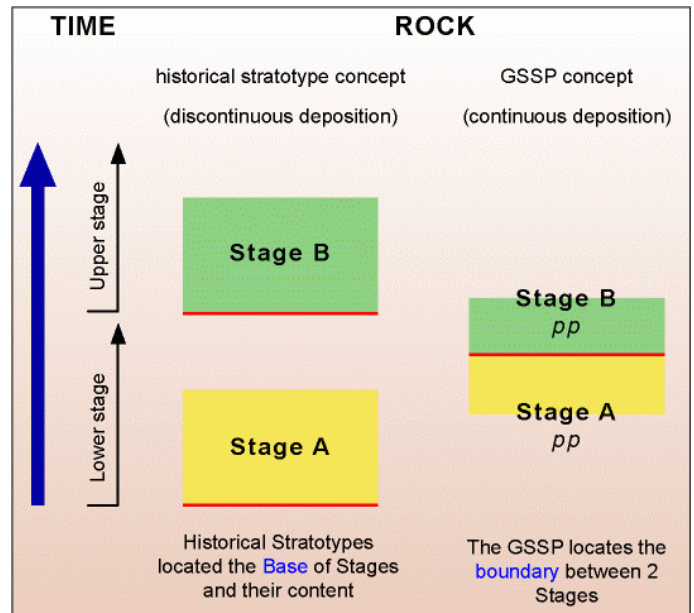 TIME
ROCK
historical stratotype concept
(discontinuous deposition)
GSSP concept
(continuous deposition)
Upper stage
Lower stage
Stage B
Stage A
Stage B
pp
Stage A
pp
Historical Stratotypes
located the Base of Stages
and their content
The GSSP locates the
boundary between 2
Stages